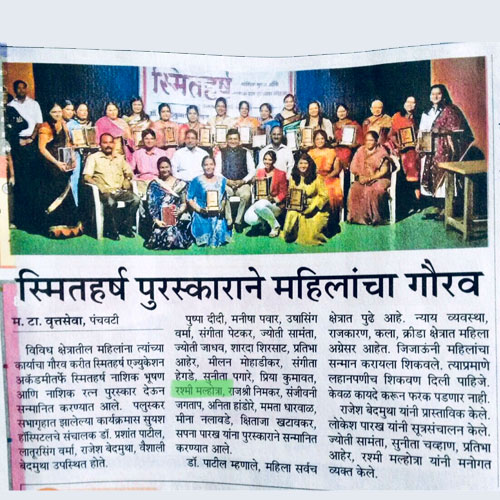 स्मितहर्ष
स्मितहर्ष पुरस्काराने महिलांचा गौरव
म. टा. वृत्तसेवा, पंचवटी
विविध क्षेत्रातील महिलांना त्यांच्या
कार्याचा गौरव करीत स्मितहर्ष एज्युकेशन
अकॅडमीतर्फे स्मितहर्ष नाशिक भूषण
आणि नाशिक रत्न पुरस्कार देऊन
सन्मानित करण्यात आले. पलुस्कर
सभागृहात झालेल्या कार्यक्रमास सुयश
हॉस्पिटलचे संचालक डॉ. प्रशांत पाटील,
लातूरसिंग वर्मा, राजेश बेदमुथा, वैशाली
बेदमुथा उपस्थित होते.
पुष्पा दीदी, मनीषा पवार, उषासिंग
वर्मा, संगीता पेटकर, ज्योती सामंता,
ज्योती जाधव, शारदा शिरसाट, प्रतिभा
आहेर, मीलन मोहाडीकर, संगीता
हेगडे, सुनीता पगारे, प्रिया कुमावत,
रश्मी मल्होत्रा, राजश्री निमकर, संजीवनी
जगताप, अनिता हांडोरे, ममता धारवाळ,
मीना नलावडे, क्षितिजा खटावकर,
सपना पारख यांना पुरस्काराने सन्मानित
करण्यात आले.
डॉ. पाटील म्हणाले, महिला सर्वच
क्षेत्रात पुढे आहे. न्याय व्यवस्था,
राजकारण, कला, क्रीडा क्षेत्रात महिला
अग्रेसर आहेत. जिजाऊंनी महिलांचा
सन्मान करायला शिकवले. त्याप्रमाणे
लहानपणीच शिकवण दिली पाहिजे.
केवळ कायदे करून फरक पडणार नाही.
राजेश बेदमुथा यांनी प्रास्ताविक केले.
लोकेश पारख यांनी सूत्रसंचालन केले.
ज्योती सामंता, सुनीता चव्हाण, प्रतिभा
आहेर, रश्मी मल्होत्रा यांनी मनोगत
व्यक्त केले.